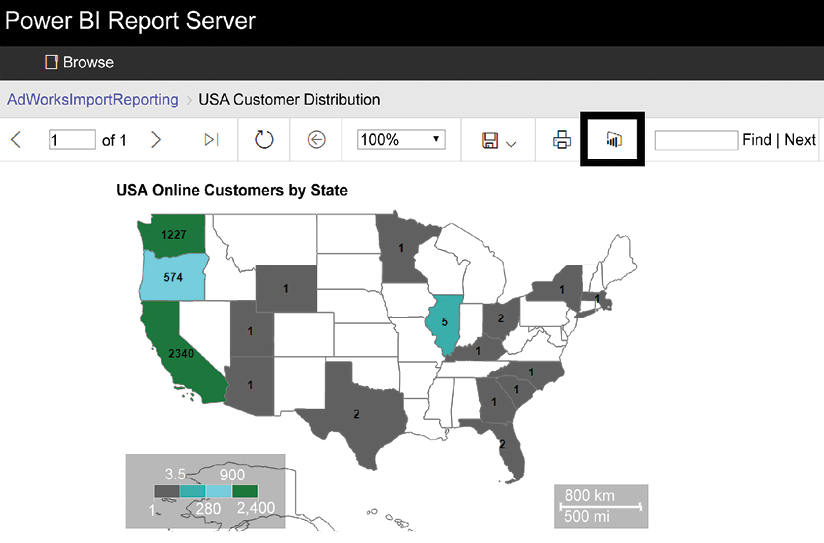 Power BI Report Server
Browse
AdWorksImportReporting > USA Customer Distribution
1 of 1 100% Find | Next
USA Online Customers by State
1227
1
574
1
1
1
5
2
1
2340
1
1
1
1
1
2
2
3.5 900
1 280 2,400
800 km
500 mi